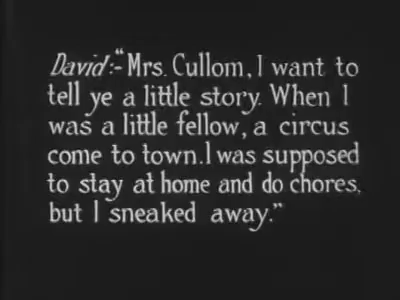 David:-"Mrs. Cullom, I want to
tell ye a little story. When I
was a little fellow, a circus
come to town. I was supposed
to stay at home and do chores,
but I sneaked away."